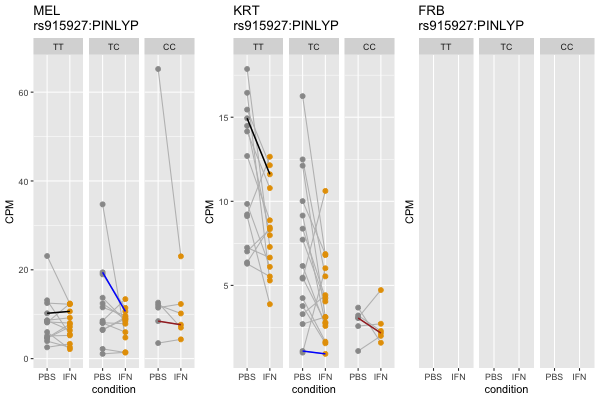 MEL
rs915927:PINLYP
TT TC CC
CPM
60
40
20
0
PBS IFN PBS IFN PBS IFN
condition
KRT
rs915927:PINLYP
TT TC CC
CPM
15
10
5
PBS IFN PBS IFN PBS IFN
condition
FRB
rs915927:PINLYP
TT TC CC
CPM
PBS IFN PBS IFN PBS IFN
condition